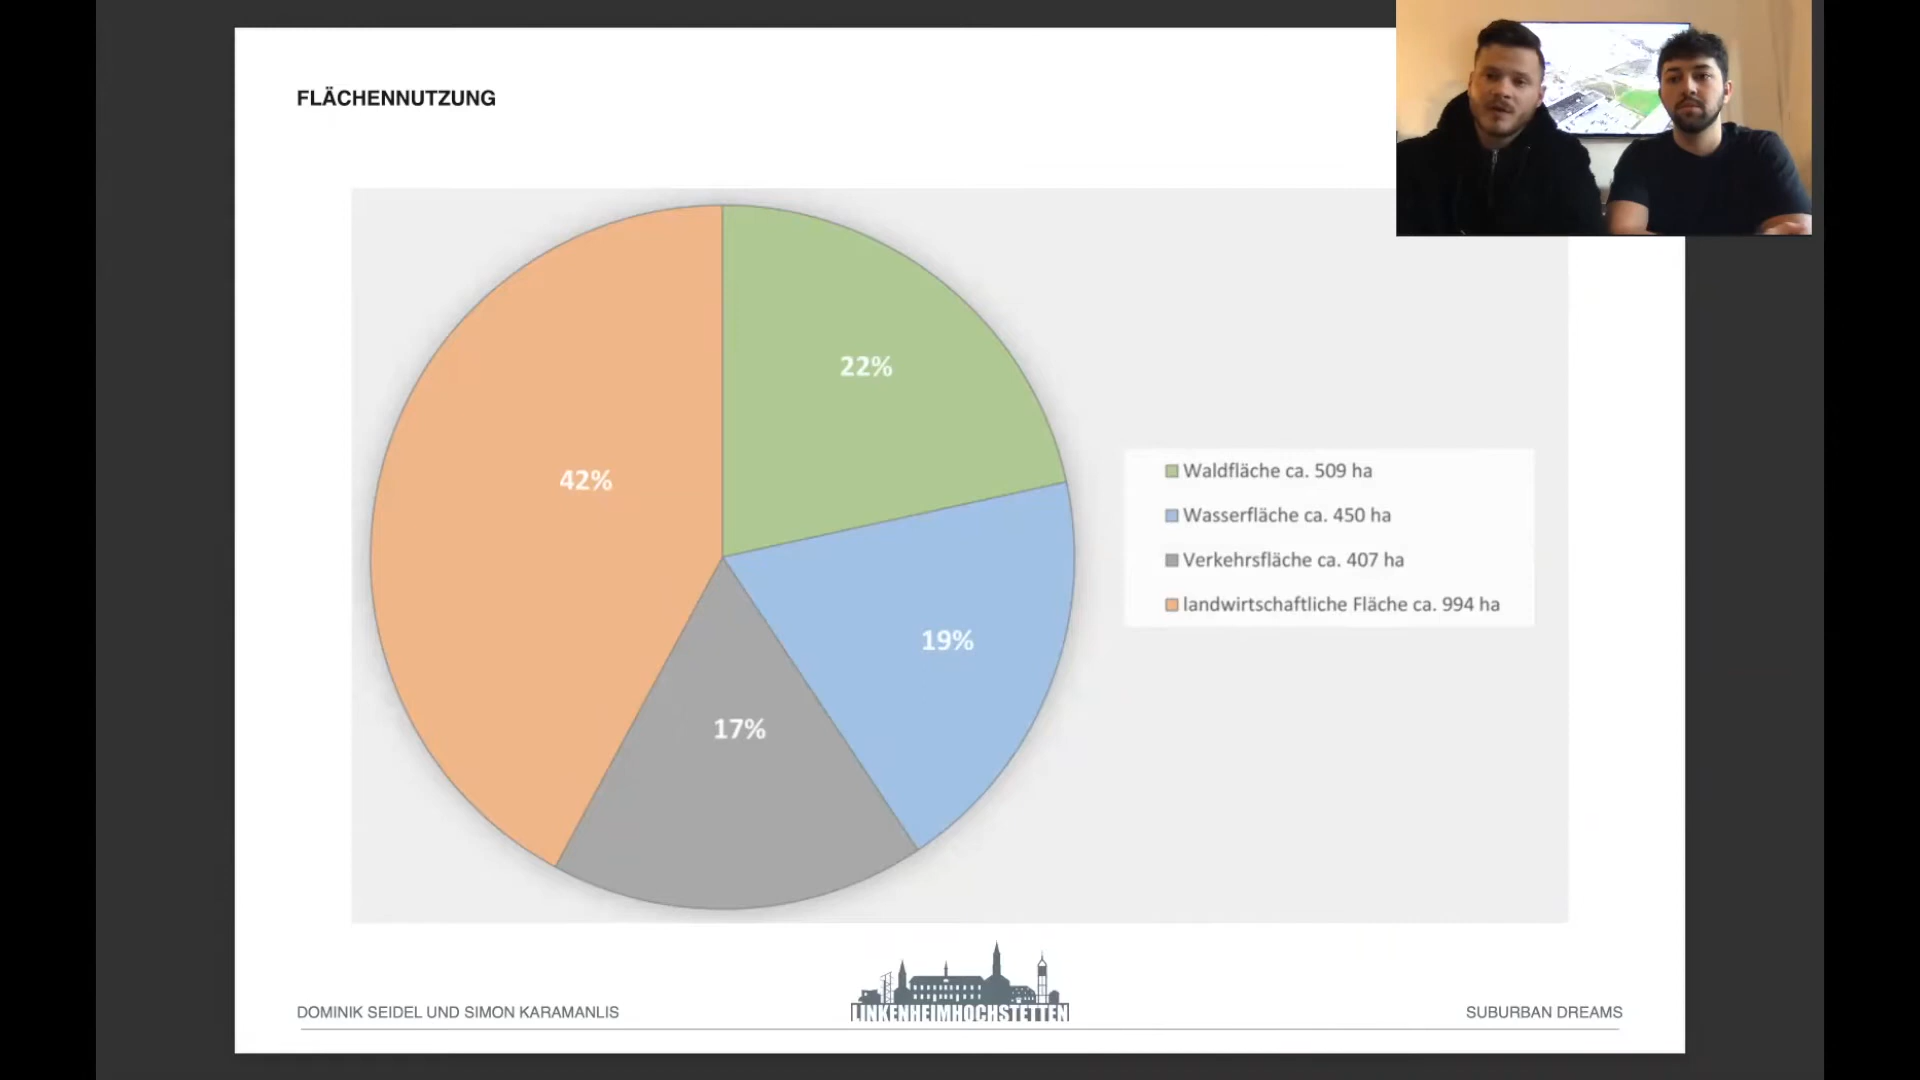 FLÄCHENNUTZUNG
22%
42%
19%
17%
Waldfläche ca. 509 ha
Wasserfläche ca. 450 ha
Verkehrsfläche ca. 407 ha
landwirtschaftliche Fläche ca. 994 ha
LINKENHEIMHOCHSTETTEN
DOMINIK SEIDEL UND SIMON KARAMANLIS
SUBURBAN DREAMS